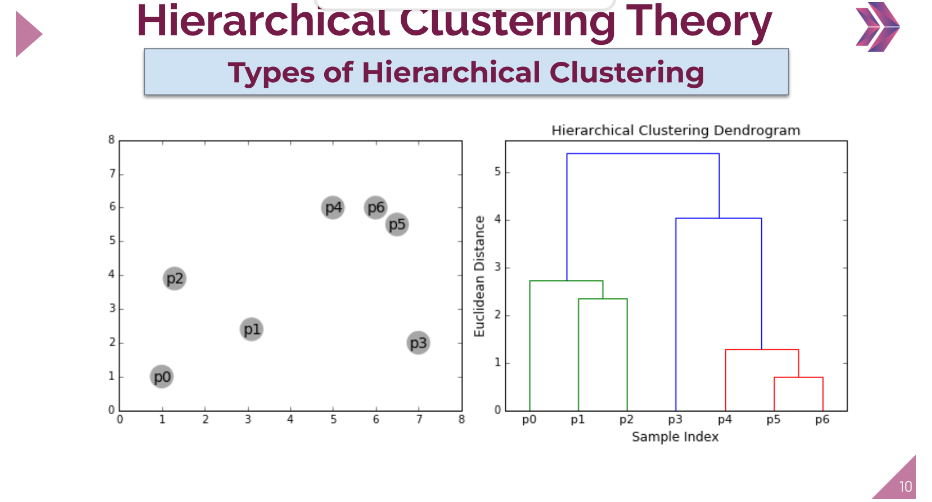 Hierarchical Clustering Theory
Types of Hierarchical Clustering
8
7
6
5
4
3
2
1
0
0 1 2 3 4 5 6 7 8
p4 p6
p5
p2
p1
p3
p0
Hierarchical Clustering Dendrogram
Euclidean Distance
5
4
3
2
1
0
p0 p1 p2 p3 p4 p5 p6
Sample Index
10